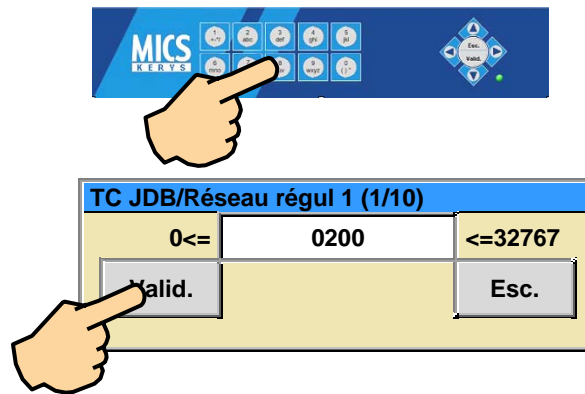 MICS
KERYS
1 2 3 4 5
+-*/ abc def ghi jkl
6 9 0
mno wxyz
Esc.
Valid.
TC JDB/Réseau régul 1 (1/10)
0<= 0200 <=32767
Valid. Esc.